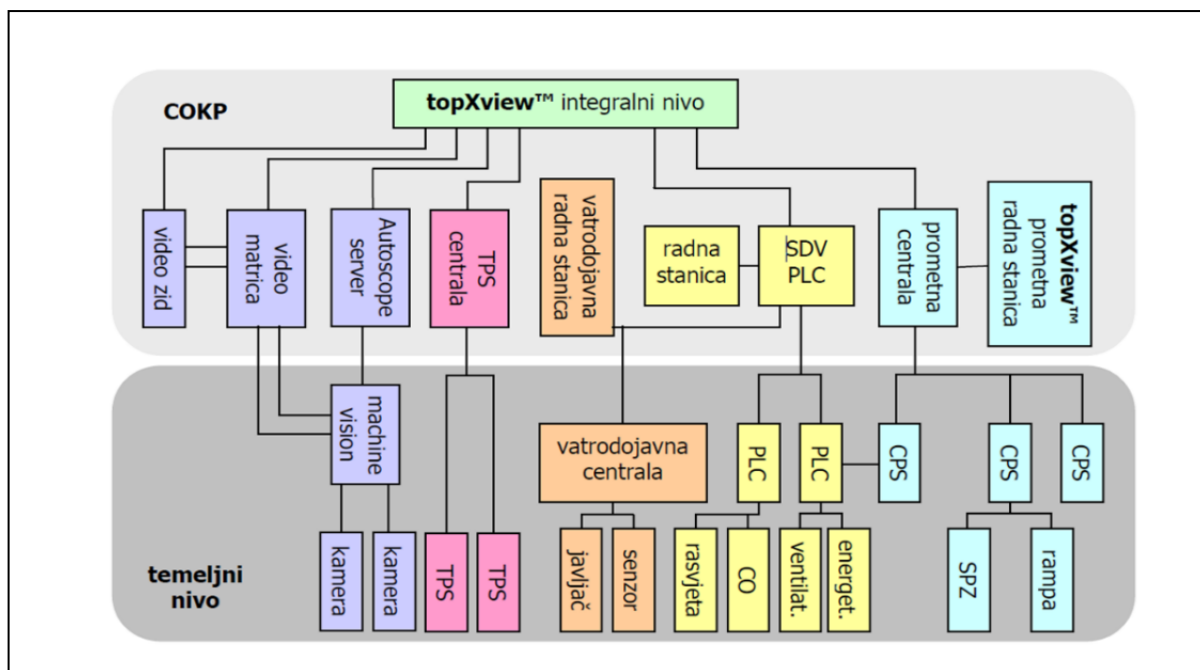 COKP
topXview™ integralni nivo
video zid
video
matrica
Autoscope
server
TPS
centrala
vatrodojavna
radna stanica
radna
stanica
SDV
PLC
prometna
centrala
topXview™
prometna
radna stanica
machine
vision
vatrodojavna
centrala
PLC
PLC
CPS
CPS
CPS
temeljni
nivo
kamera
kamera
TPS
TPS
javljač
senzor
rasvjeta
CO
ventilat.
energet.
SPZ
rampa